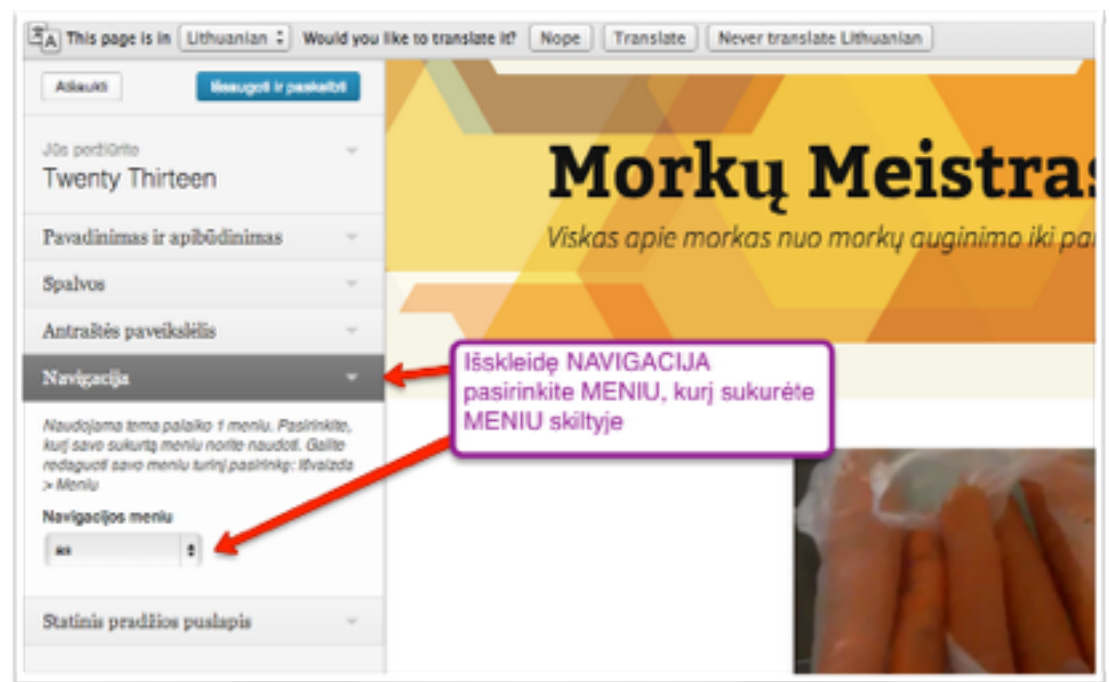 This page is in Lithuanian Would you like to translate it? Nope Translate Never translate Lithuanian
Atšaukti Išsaugoti ir paskelbti
Jūs peržiūrite
Twenty Thirteen
Pavadinimas ir apibūdinimas
Spalvos
Antraštės paveikslėlis
Navigacija
Naudojama tema palaiko 1 meniu. Pasirinkite,
kurį savo sukurtą meniu norite naudoti. Galite
redaguoti savo meniu turinį pasirinkę: Išvaizda
> Meniu
Navigacijos meniu
as
Statinis pradžios puslapis
Morkų Meistras
Viskas apie morkas nuo morkų auginimo iki
Išskleidę NAVIGACIJA
pasirinkite MENIU, kurį sukurėte
MENIU skiltyje